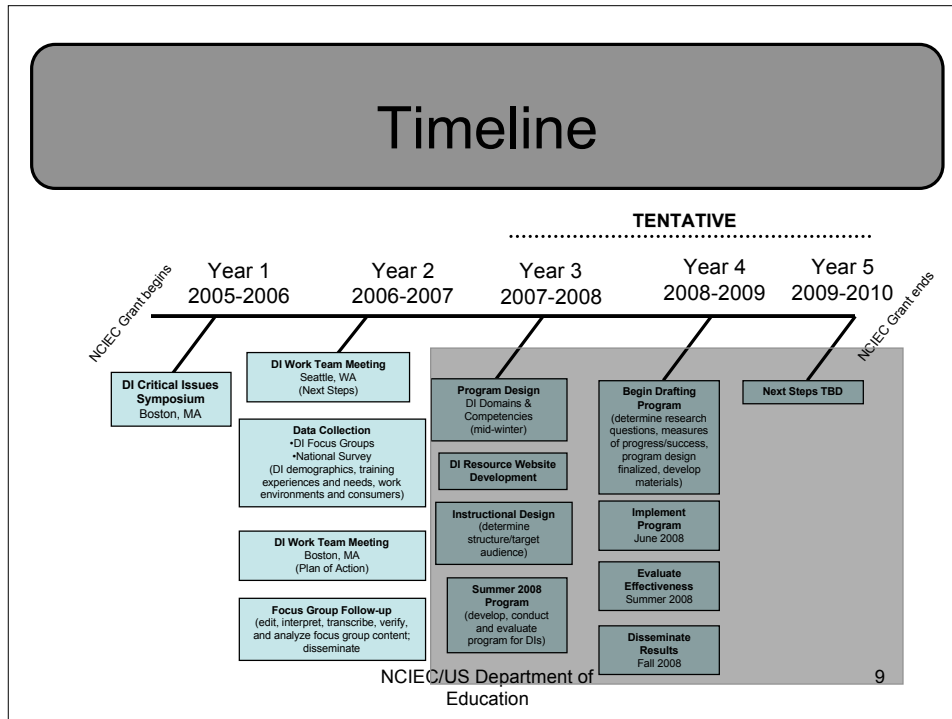 Timeline
TENTATIVE
NCIEC Grant begins
Year 1
2005-2006
Year 2
2006-2007
Year 3
2007-2008
Year 4
2008-2009
Year 5
2009-2010
NCIEC Grant ends
DI Critical Issues
Symposium
Boston, MA
DI Work Team Meeting
Seattle, WA
(Next Steps)
Data Collection
•DI Focus Groups
•National Survey
(DI demographics, training
experiences and needs, work
environments and consumers)
DI Work Team Meeting
Boston, MA
(Plan of Action)
Focus Group Follow-up
(edit, interpret, transcribe, verify,
and analyze focus group content;
disseminate
Program Design
DI Domains &
Competencies
(mid-winter)
DI Resource Website
Development
Instructional Design
(determine
structure/target
audience)
Summer 2008
Program
(develop, conduct
and evaluate
program for DIs)
Begin Drafting
Program
(determine research
questions, measures
of progress/success,
program design
finalized, develop
materials)
Implement
Program
June 2008
Evaluate
Effectiveness
Summer 2008
Disseminate
Results
Fall 2008
Next Steps TBD
NCIEC/US Department of
Education
9